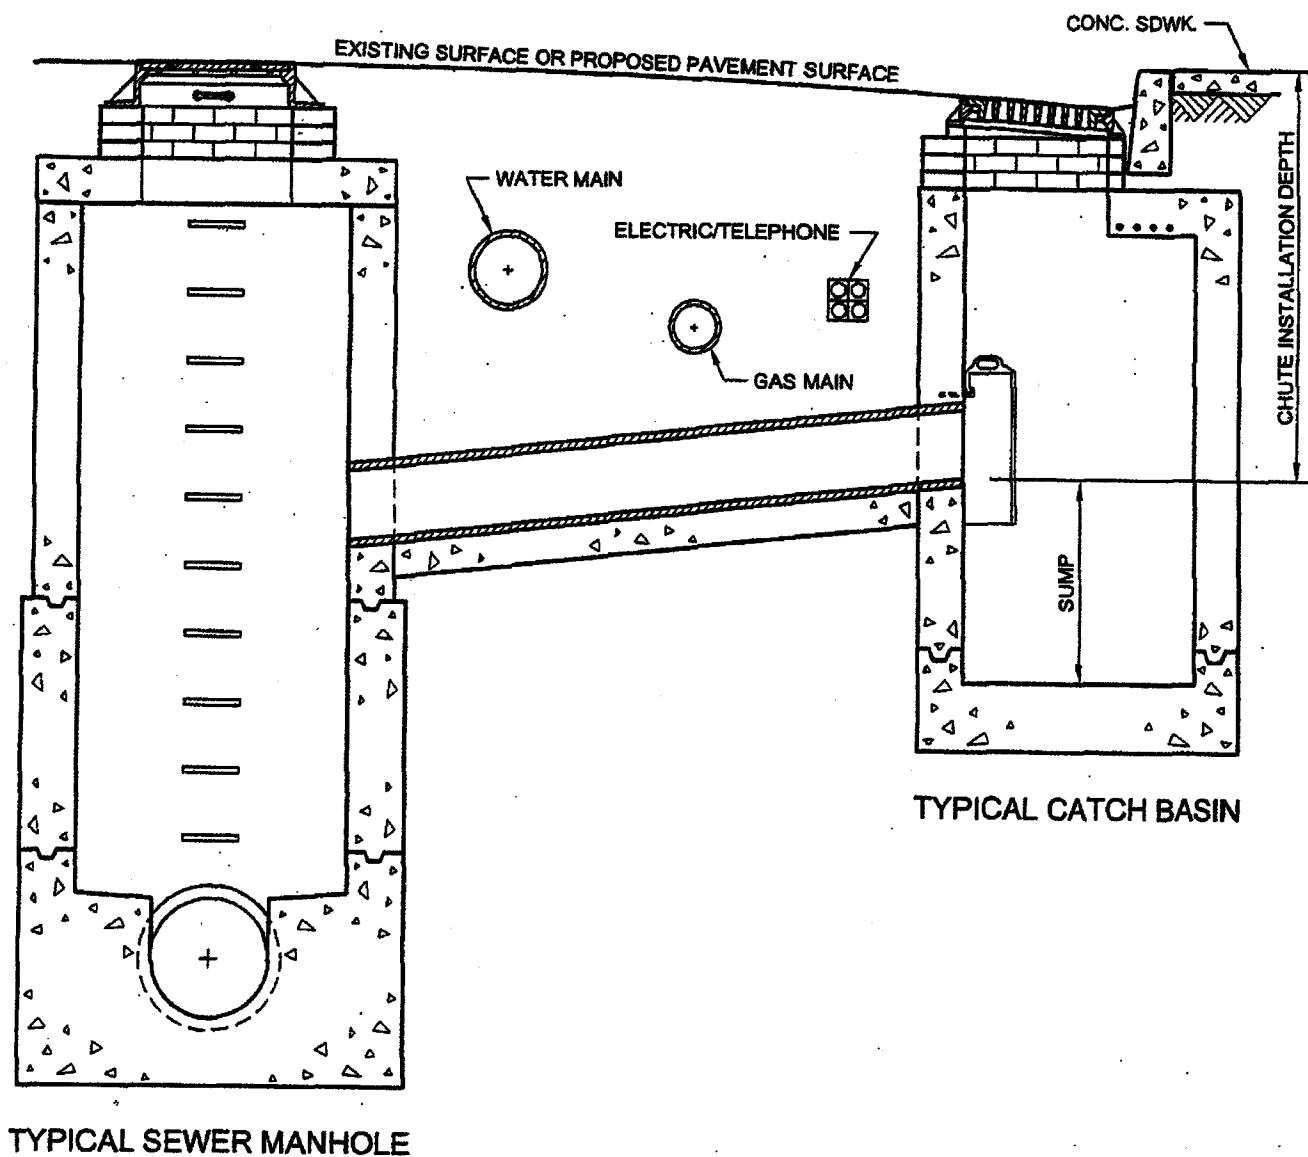 CONC. SDWK.
EXISTING SURFACE OR PROPOSED PAVEMENT SURFACE
WATER MAIN
ELECTRIC/TELEPHONE
GAS MAIN
CHUTE INSTALLATION DEPTH
SUMP
TYPICAL CATCH BASIN
TYPICAL SEWER MANHOLE